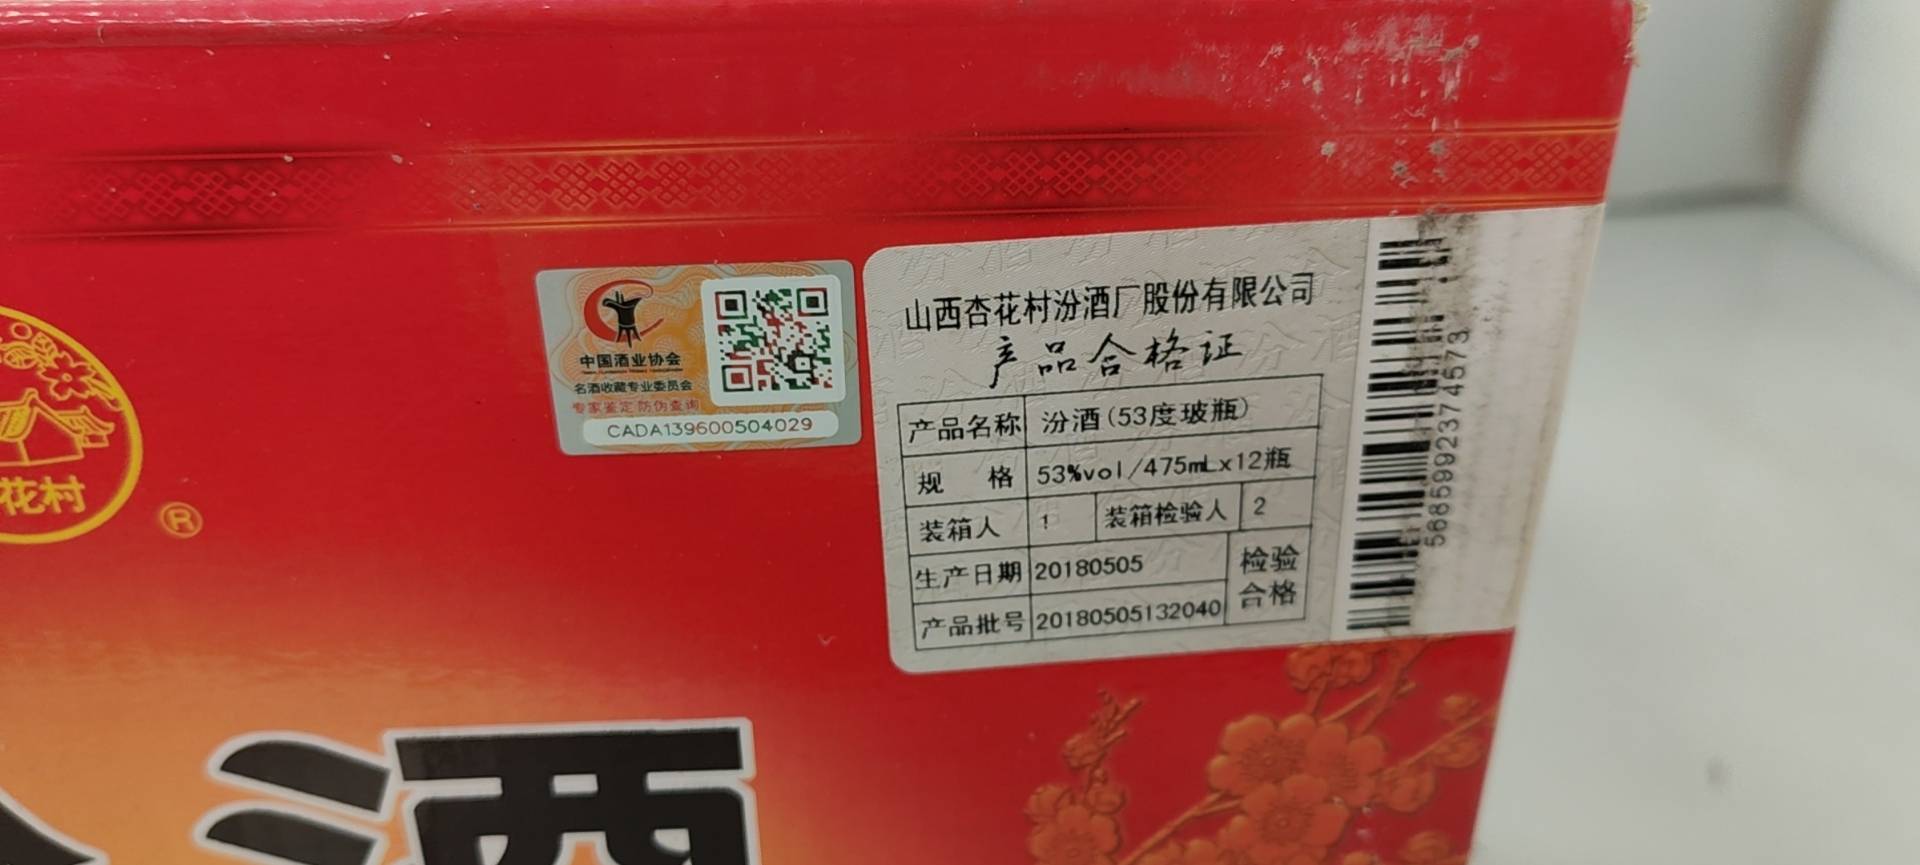 花村
®
中国酒业协会
名酒收藏专业委员会
专家鉴定 防伪查询
CADA139600504029
山西杏花村汾酒厂股份有限公司
产品合格证
产品名称 汾酒(53度玻瓶)
规 格 53%vol/475mL×12瓶
装箱人 1 装箱检验人 2
生产日期 20180505 检验
产品批号 20180505132040 合格
酒